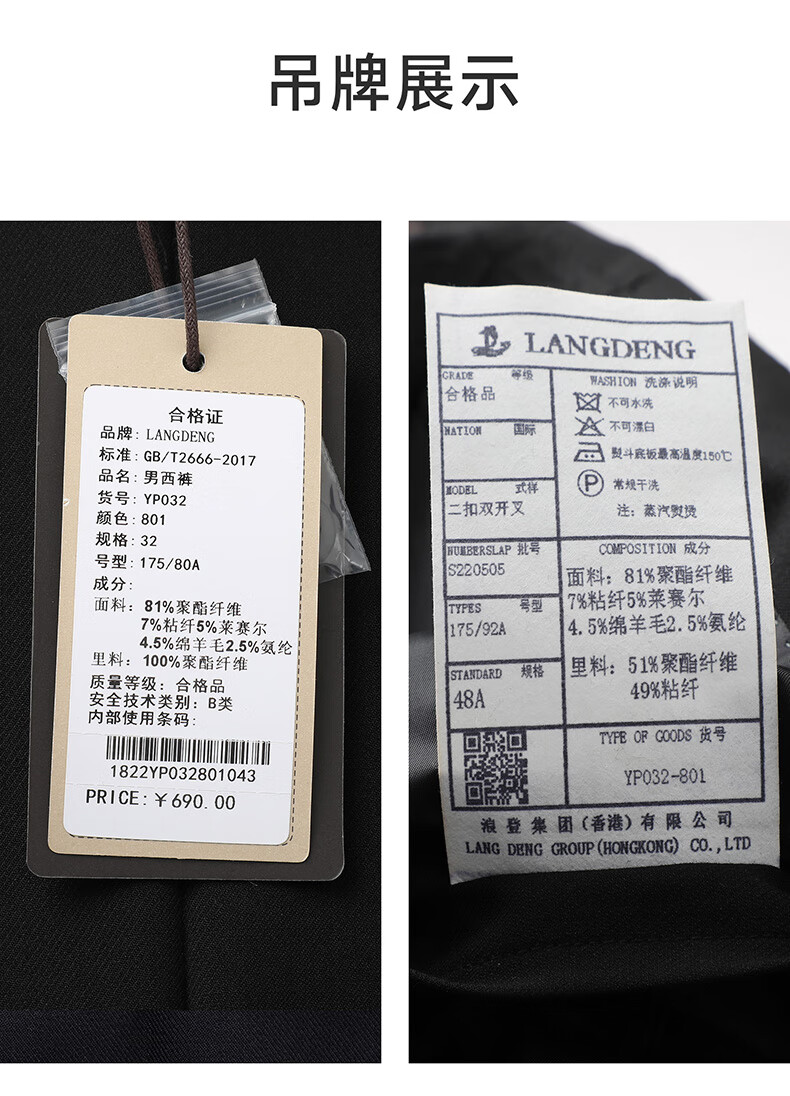 吊牌展示
合格证
品牌: LANGDENG
标准: GB/T2666-2017
品名: 男西裤
货号: YP032
颜色: 801
规格: 32
号型: 175/80A
成分:
面料: 81%聚酯纤维
7%粘纤5%莱赛尔
4.5%绵羊毛2.5%氨纶
里料: 100%聚酯纤维
质量等级: 合格品
安全技术类别: B类
内部使用条码:
1822YP032801043
PRICE: ￥690.00
LANGDENG
GRADE 等级
合格品
NATION 国际
MODEL 式样
二扣双开叉
NUMBERSLAP 批号
S220505
TYPES 号型
175/92A
STANDARD 规格
48A
WASHION 洗涤说明
不可水洗
不可漂白
熨斗底板最高温度150℃
P 常规干洗
注: 蒸汽熨烫
COMPOSITION 成分
面料: 81%聚酯纤维
7%粘纤5%莱赛尔
4.5%绵羊毛2.5%氨纶
里料: 51%聚酯纤维
49%粘纤
TYPE OF GOODS 货号
YP032-801
浪登集团(香港)有限公司
LANG DENG GROUP(HONGKONG) CO.,LTD